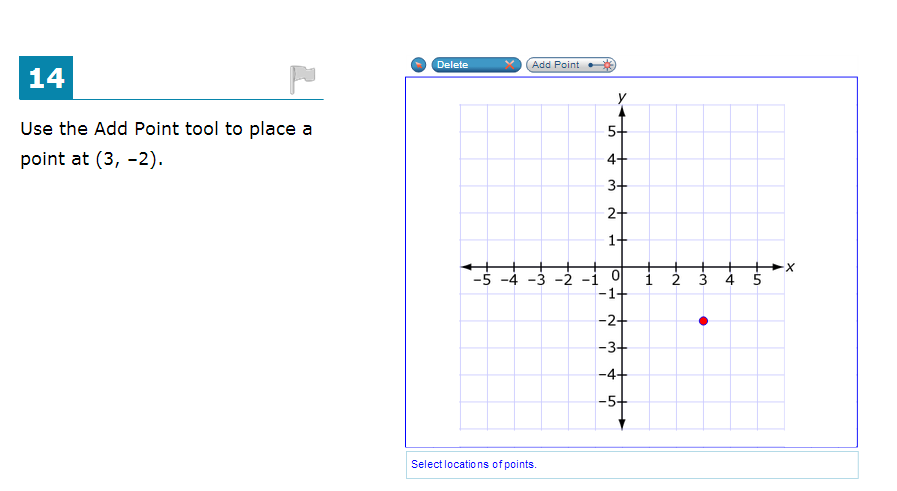 Delete
Add Point
14
Use the Add Point tool to place a
point at (3, −2).
y
5
4
3
2
1
x
−5 −4 −3 −2 −1 0 1 2 3 4 5
−1
−2
−3
−4
−5
Select locations of points.